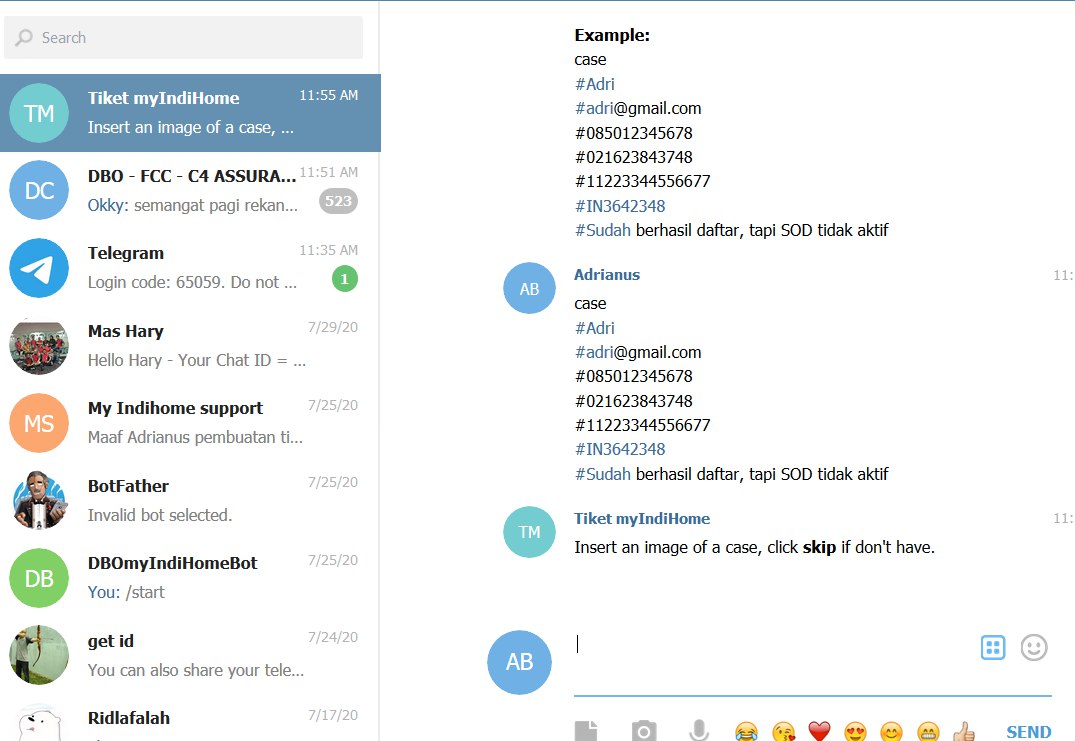 Search
TM
Tiket myIndiHome
11:55 AM
Insert an image of a case, ...
DC
DBO - FCC - C4 ASSURA...
11:51 AM
Okky: semangat pagi rekan...
523
Telegram
11:35 AM
Login code: 65059. Do not ...
1
Mas Hary
7/29/20
Hello Hary - Your Chat ID = ...
MS
My Indihome support
7/25/20
Maaf Adrianus pembuatan ti...
BotFather
7/25/20
Invalid bot selected.
DB
DBOmyIndiHomeBot
7/25/20
You: /start
get id
7/24/20
You can also share your tele...
Ridlafalah
7/17/20
Example:
case
#Adri
#adri@gmail.com
#085012345678
#021623843748
#11223344556677
#IN3642348
#Sudah berhasil daftar, tapi SOD tidak aktif
AB
Adrianus
11:
case
#Adri
#adri@gmail.com
#085012345678
#021623843748
#11223344556677
#IN3642348
#Sudah berhasil daftar, tapi SOD tidak aktif
TM
Tiket myIndiHome
11:
Insert an image of a case, click skip if don't have.
AB
SEND